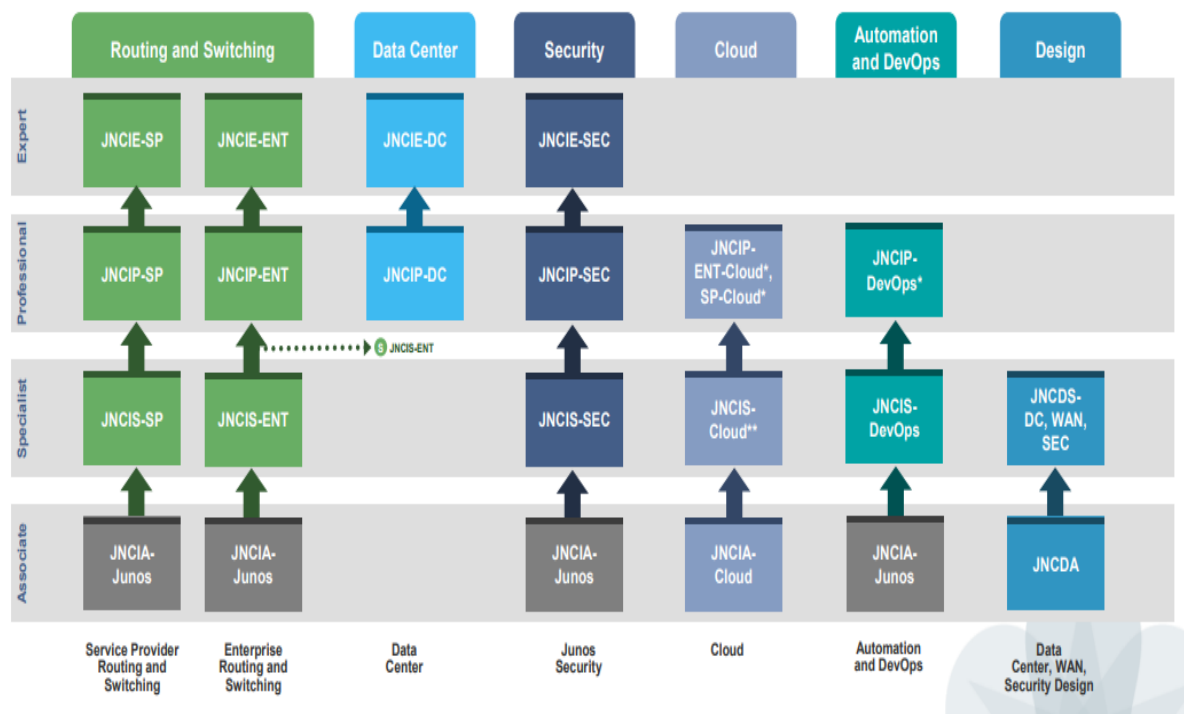 Routing and Switching
Data Center
Security
Cloud
Automation
and DevOps
Design
Expert
JNCIE-SP
JNCIE-ENT
JNCIE-DC
JNCIE-SEC
Professional
JNCIP-SP
JNCIP-ENT
JNCIP-DC
JNCIP-SEC
JNCIP-
ENT-Cloud*,
SP-Cloud*
JNCIP-
DevOps*
S JNCIS-ENT
Specialist
JNCIS-SP
JNCIS-ENT
JNCIS-SEC
JNCIS-
Cloud**
JNCIS-
DevOps
JNCDS-
DC, WAN,
SEC
Associate
JNCIA-
Junos
JNCIA-
Junos
JNCIA-
Junos
JNCIA-
Cloud
JNCIA-
Junos
JNCDA
Service Provider
Routing and
Switching
Enterprise
Routing and
Switching
Data
Center
Junos
Security
Cloud
Automation
and DevOps
Data
Center, WAN,
Security Design